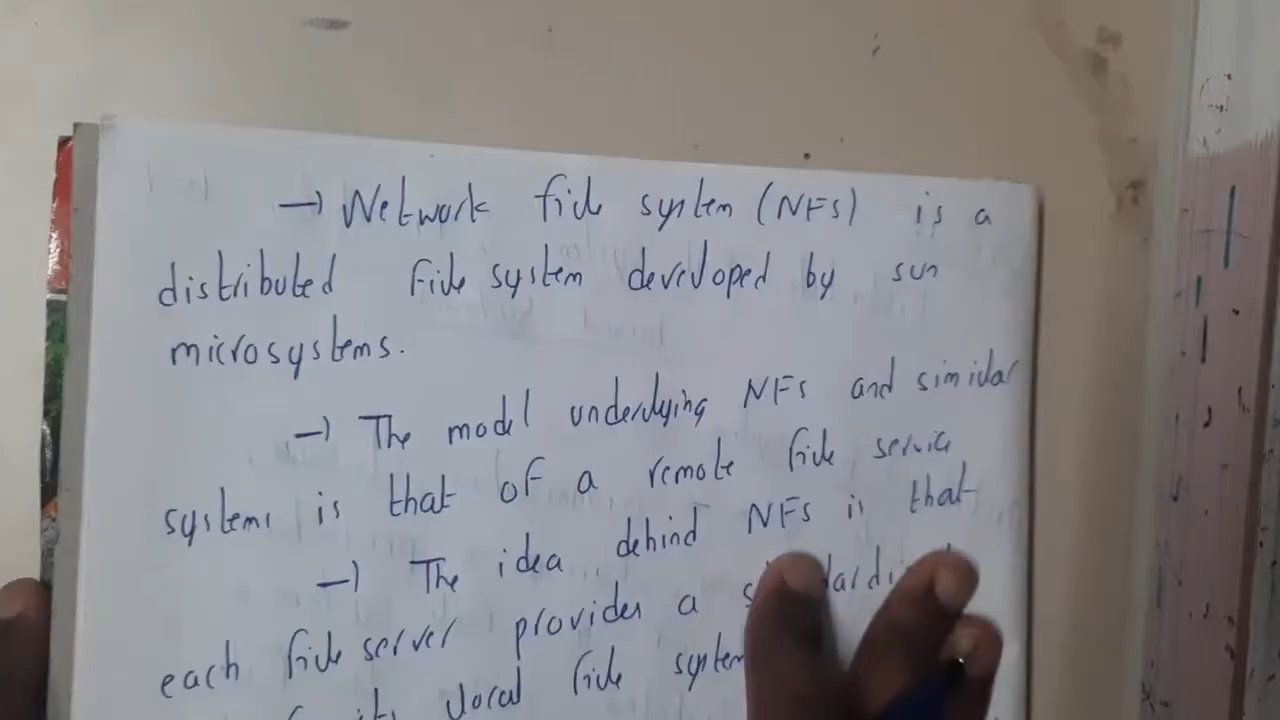 → Network file system (NFS) is a
distributed File system developed by sun
microsystems.
→ The model underlying NFS and similar
systems is that of a remote file service
→ The idea behind NFS is that
each file server provides a
its local file system